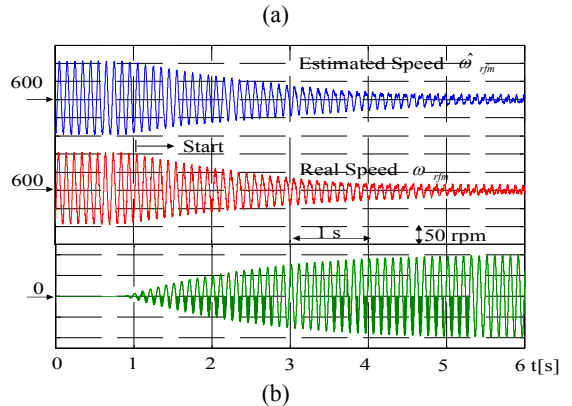 (a)
Estimated Speed ω̂ rfm
600
Start
600
Real Speed ω rfm
1 s
50 rpm
0
0 1 2 3 4 5 6 t[s]
(b)